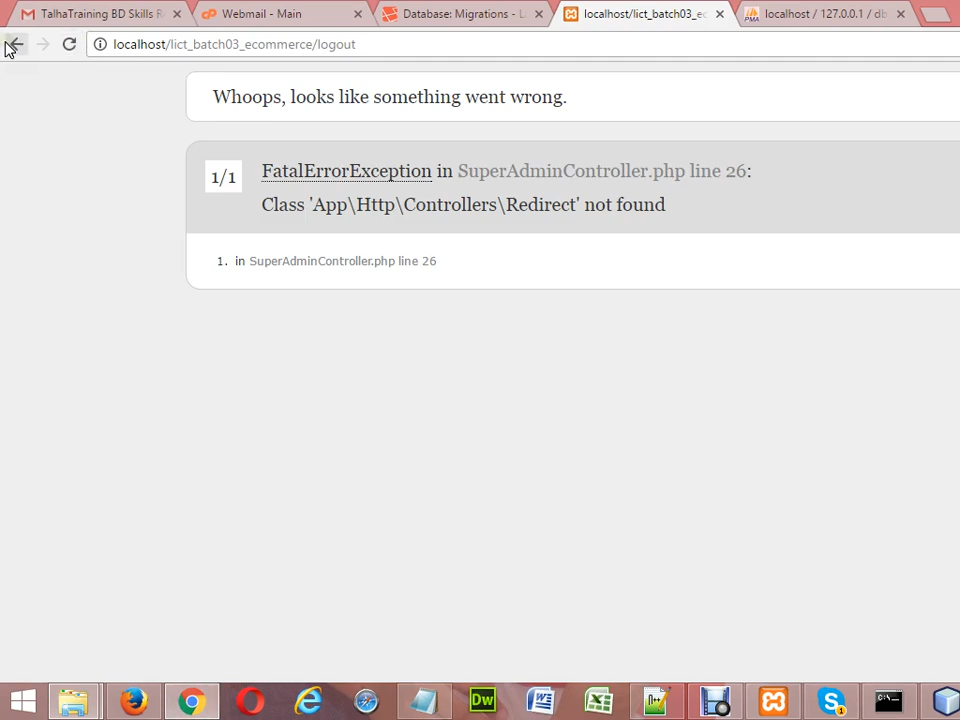 TalhaTraining BD Skills R
Webmail - Main
Database: Migrations - L
localhost/lict_batch03_ec
localhost / 127.0.0.1 / db
localhost/lict_batch03_ecommerce/logout
Whoops, looks like something went wrong.
1/1
FatalErrorException in SuperAdminController.php line 26:
Class 'App\Http\Controllers\Redirect' not found
1. in SuperAdminController.php line 26